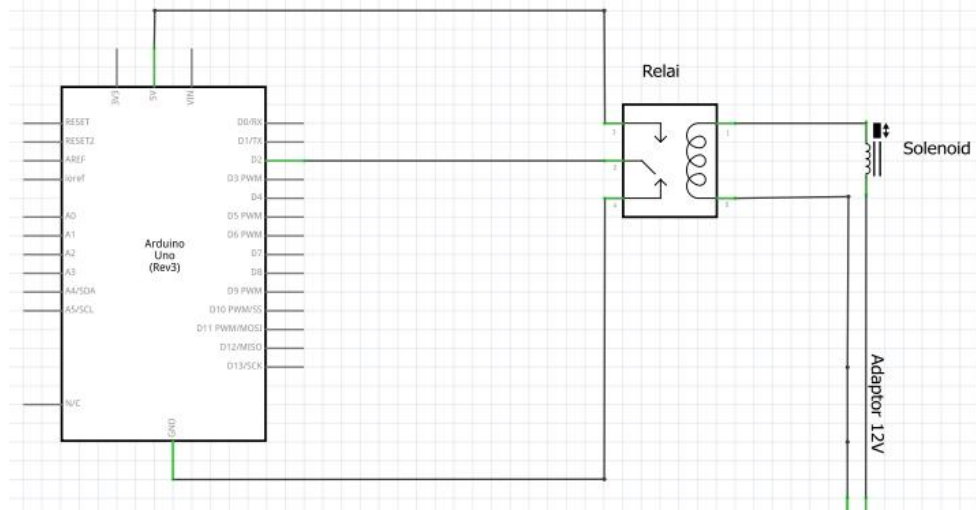 Relai
Solenoid
Adaptor 12V
3V3
5V
VIN
RESET
RESET2
AREF
ioref
A0
A1
A2
A3
A4/SDA
A5/SCL
N/C
Arduino
Uno
(Rev3)
D0/RX
D1/TX
D2
D3 PWM
D4
D5 PWM
D6 PWM
D7
D8
D9 PWM
D10 PWM/SS
D11 PWM/MOSI
D12/MISO
D13/SCK
GND